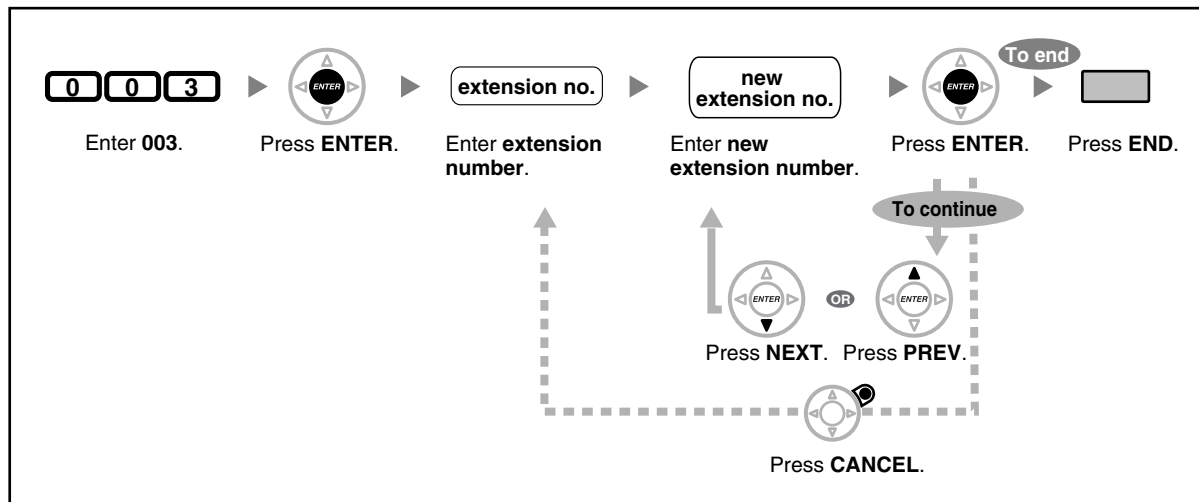 To end
0 0 3
ENTER
extension no.
new
extension no.
ENTER
Enter 003.
Press ENTER.
Enter extension
number.
Enter new
extension number.
Press ENTER.
Press END.
To continue
ENTER
OR
ENTER
Press NEXT.
Press PREV.
Press CANCEL.